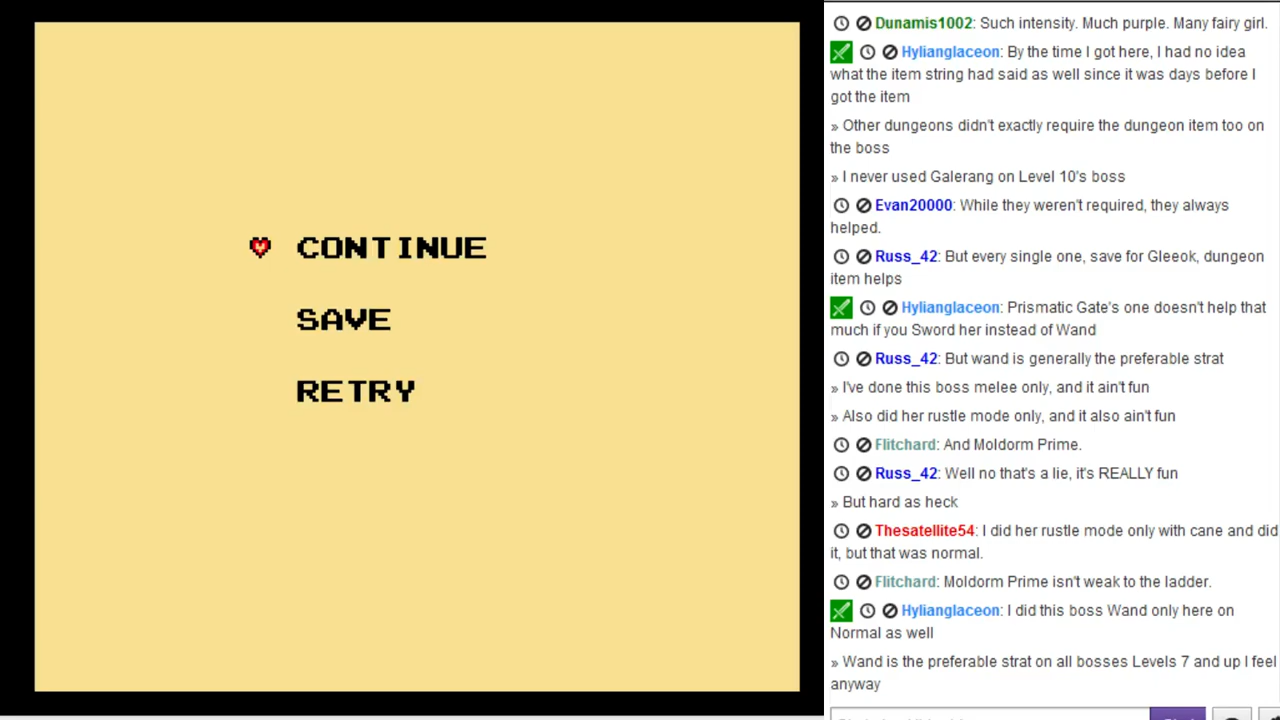 CONTINUE
SAVE
RETRY
Dunamis1002: Such intensity. Much purple. Many fairy girl.
Hylianglaceon: By the time I got here, I had no idea
what the item string had said as well since it was days before I
got the item
» Other dungeons didn't exactly require the dungeon item too on
the boss
» I never used Galerang on Level 10's boss
Evan20000: While they weren't required, they always
helped.
Russ_42: But every single one, save for Gleeok, dungeon
item helps
Hylianglaceon: Prismatic Gate's one doesn't help that
much if you Sword her instead of Wand
Russ_42: But wand is generally the preferable strat
» I've done this boss melee only, and it ain't fun
» Also did her rustle mode only, and it also ain't fun
Flitchard: And Moldorm Prime.
Russ_42: Well no that's a lie, it's REALLY fun
» But hard as heck
Thesatellite54: I did her rustle mode only with cane and did
it, but that was normal.
Flitchard: Moldorm Prime isn't weak to the ladder.
Hylianglaceon: I did this boss Wand only here on
Normal as well
» Wand is the preferable strat on all bosses Levels 7 and up I feel
anyway